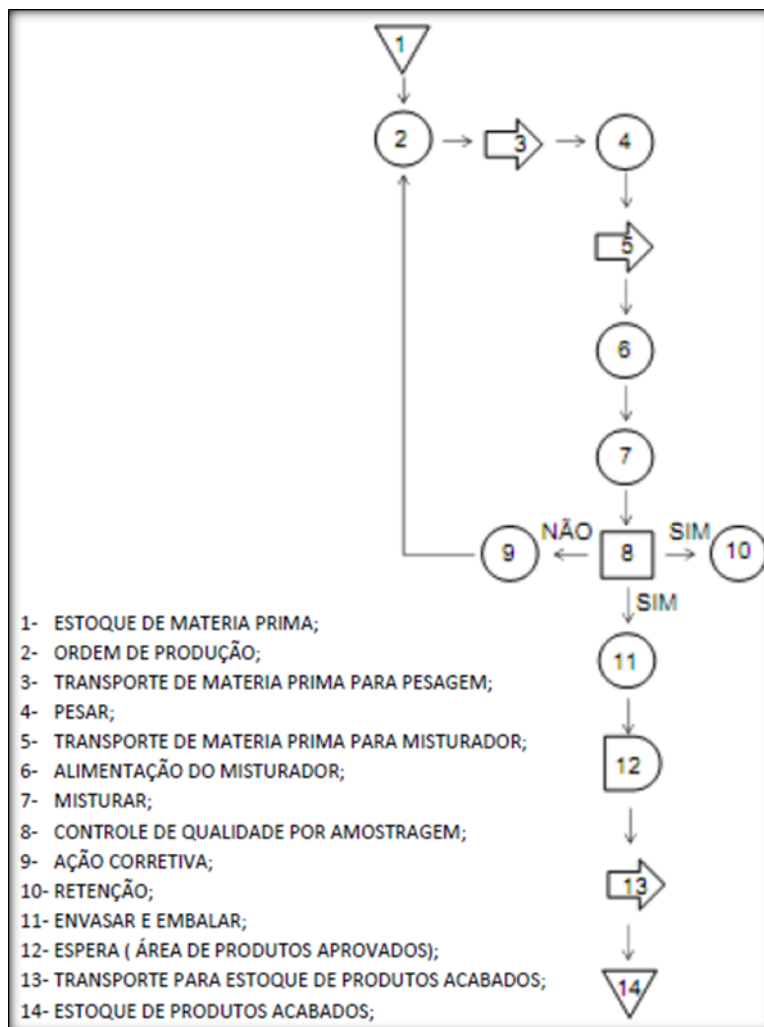 1
2
3
4
5
6
7
NÃO
SIM
9
8
10
SIM
11
12
13
14
1- ESTOQUE DE MATERIA PRIMA;
2- ORDEM DE PRODUÇÃO;
3- TRANSPORTE DE MATERIA PRIMA PARA PESAGEM;
4- PESAR;
5- TRANSPORTE DE MATERIA PRIMA PARA MISTURADOR;
6- ALIMENTAÇÃO DO MISTURADOR;
7- MISTURAR;
8- CONTROLE DE QUALIDADE POR AMOSTRAGEM;
9- AÇÃO CORRETIVA;
10- RETENÇÃO;
11- ENVASAR E EMBALAR;
12- ESPERA ( ÁREA DE PRODUTOS APROVADOS);
13- TRANSPORTE PARA ESTOQUE DE PRODUTOS ACABADOS;
14- ESTOQUE DE PRODUTOS ACABADOS;